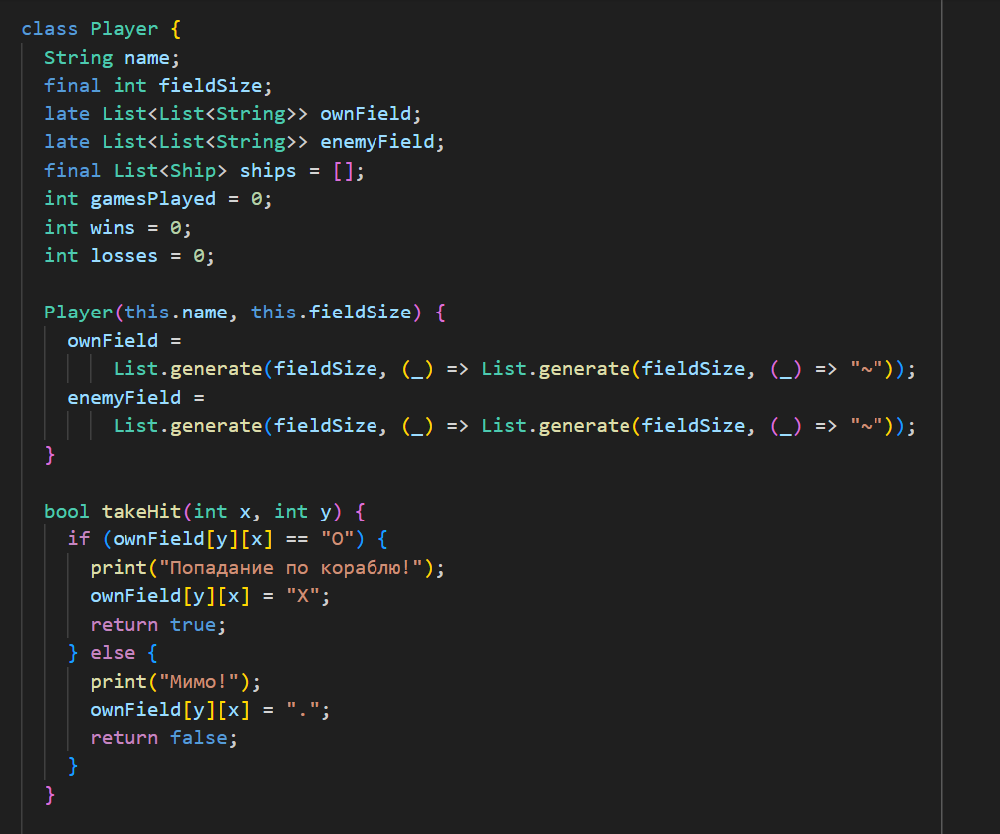 class Player {
  String name;
  final int fieldSize;
  late List<List<String>> ownField;
  late List<List<String>> enemyField;
  final List<Ship> ships = [];
  int gamesPlayed = 0;
  int wins = 0;
  int losses = 0;

  Player(this.name, this.fieldSize) {
    ownField =
        List.generate(fieldSize, (_) => List.generate(fieldSize, (_) => "~"));
    enemyField =
        List.generate(fieldSize, (_) => List.generate(fieldSize, (_) => "~"));
  }

  bool takeHit(int x, int y) {
    if (ownField[y][x] == "O") {
      print("Попадание по кораблю!");
      ownField[y][x] = "X";
      return true;
    } else {
      print("Мимо!");
      ownField[y][x] = ".";
      return false;
    }
  }